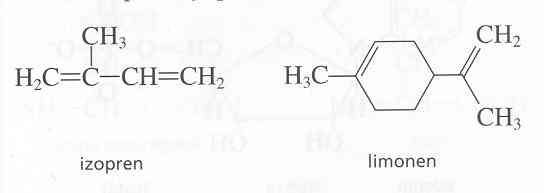 CH₃
H₂C=C–CH=CH₂
izopren
CH₂
H₃C
CH₃
limonen